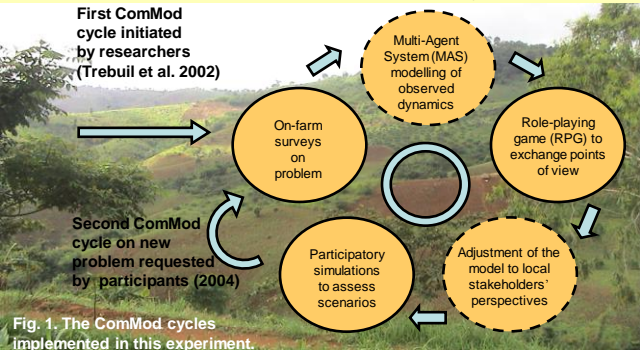 First ComMod
cycle initiated
by researchers
(Trebuil et al. 2002)
Multi-Agent
System (MAS)
modelling of
observed
dynamics
On-farm
surveys
on
problem
Role-playing
game (RPG) to
exchange points
of view
Second ComMod
cycle on new
problem requested
by participants (2004)
Participatory
simulations
to assess
scenarios
Adjustment of the
model to local
stakeholders'
perspectives
Fig. 1. The ComMod cycles
implemented in this experiment.